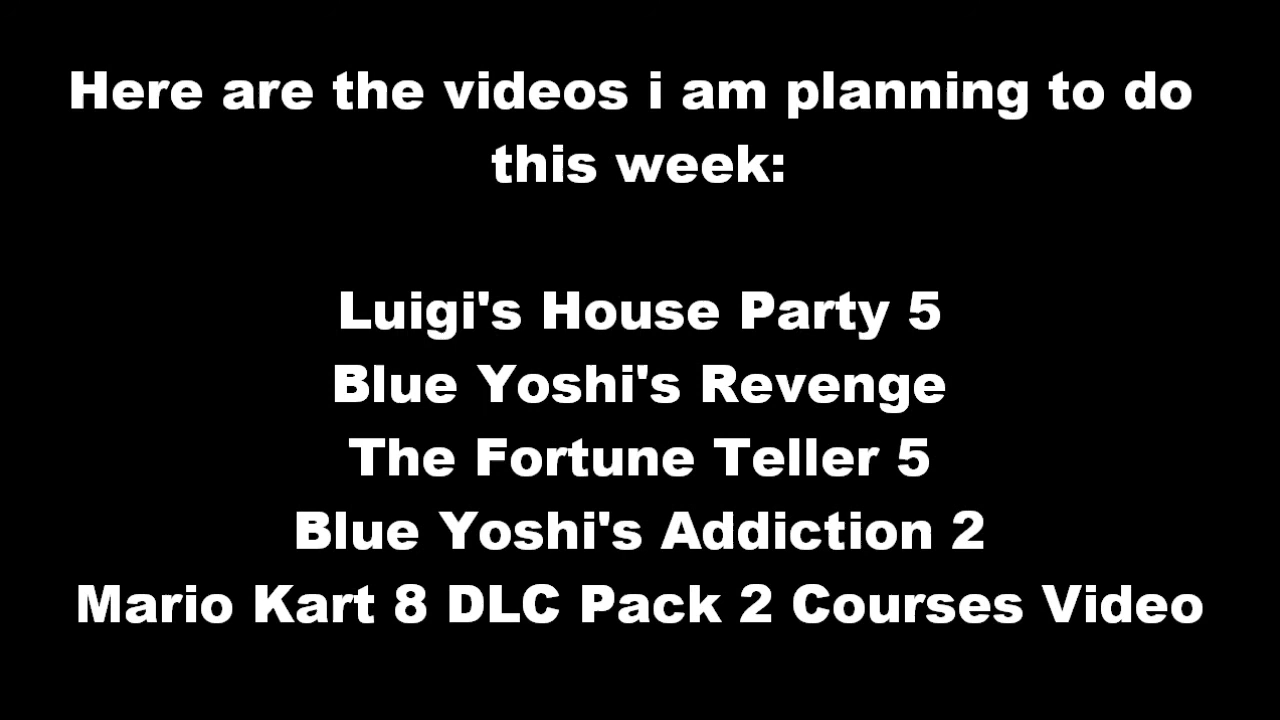 Here are the videos i am planning to do
this week:
Luigi's House Party 5
Blue Yoshi's Revenge
The Fortune Teller 5
Blue Yoshi's Addiction 2
Mario Kart 8 DLC Pack 2 Courses Video